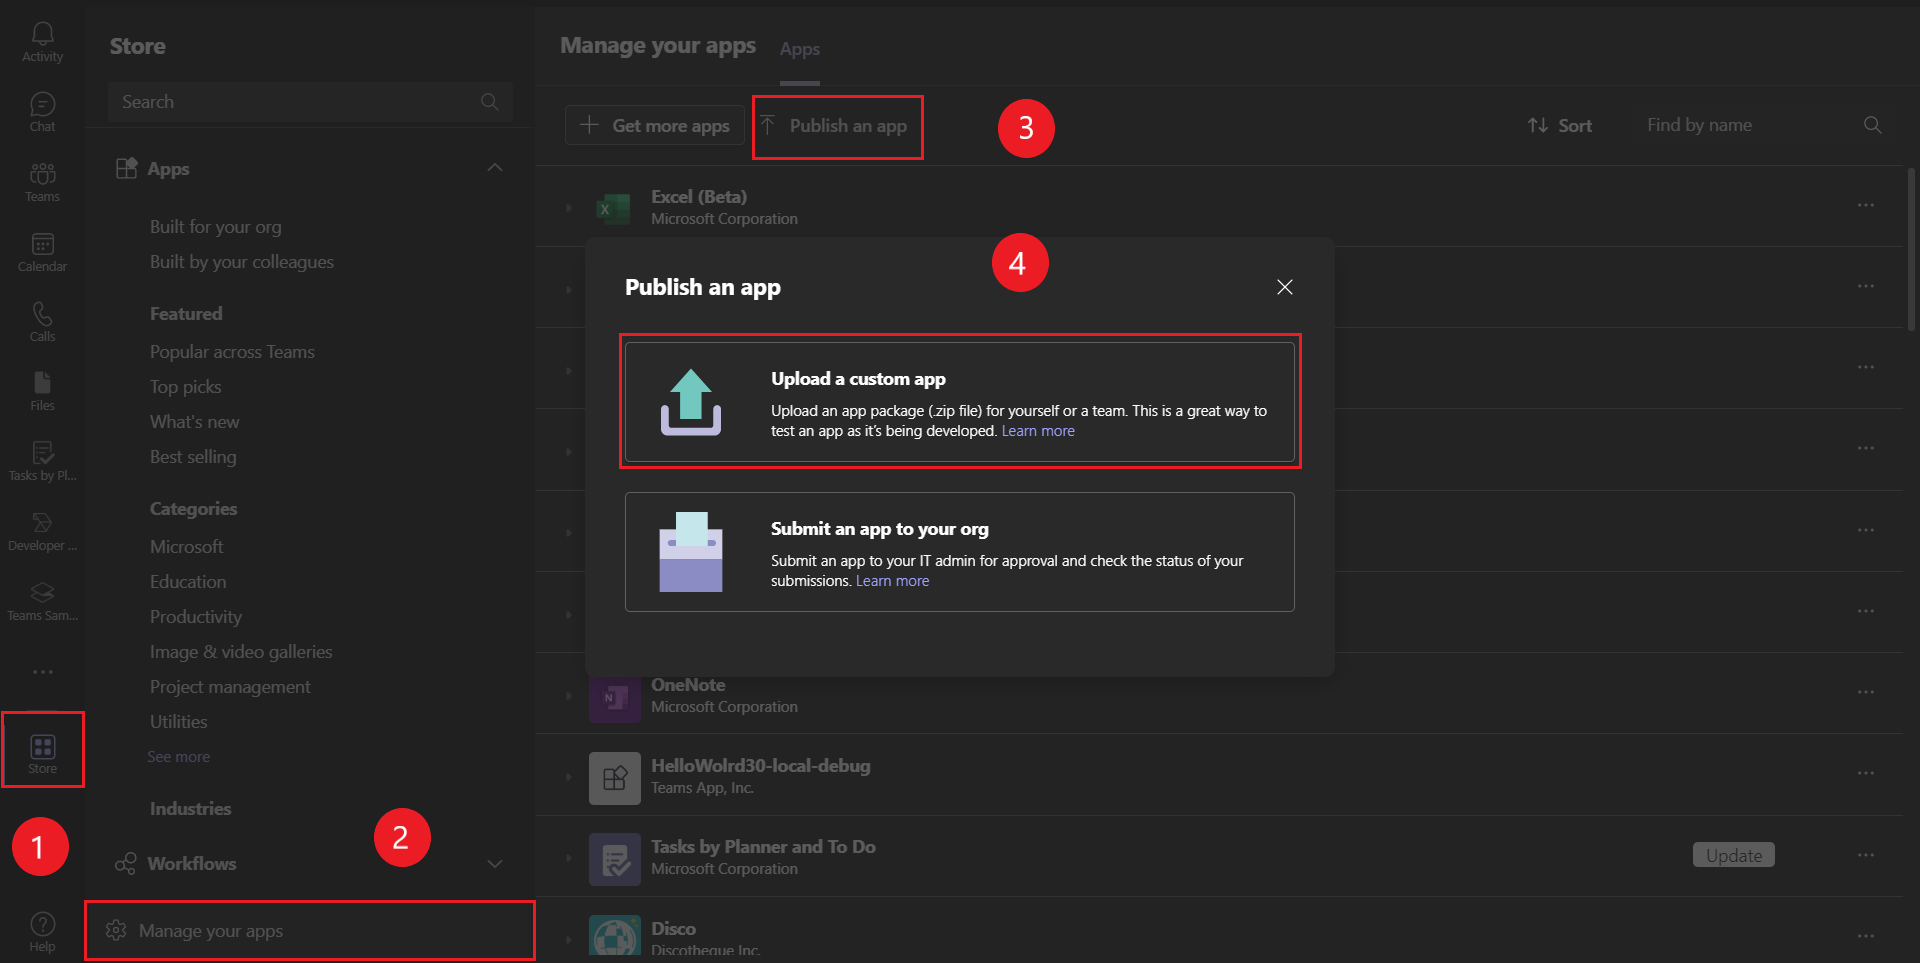 Activity
Chat
Teams
Calendar
Calls
Files
Tasks by Pl...
Developer ...
Teams Sam...
...
Store
1
Help
Store
Search
Apps
Built for your org
Built by your colleagues
Featured
Popular across Teams
Top picks
What's new
Best selling
Categories
Microsoft
Education
Productivity
Image & video galleries
Project management
Utilities
See more
Industries
2
Workflows
Manage your apps
Manage your apps
Apps
Get more apps
Publish an app
3
Sort
Find by name
Excel (Beta)
Microsoft Corporation
4
Publish an app
Upload a custom app
Upload an app package (.zip file) for yourself or a team. This is a great way to
test an app as it's being developed. Learn more
Submit an app to your org
Submit an app to your IT admin for approval and check the status of your
submissions. Learn more
OneNote
Microsoft Corporation
HelloWolrd30-local-debug
Teams App, Inc.
Tasks by Planner and To Do
Microsoft Corporation
Update
Disco
Discotheque Inc.